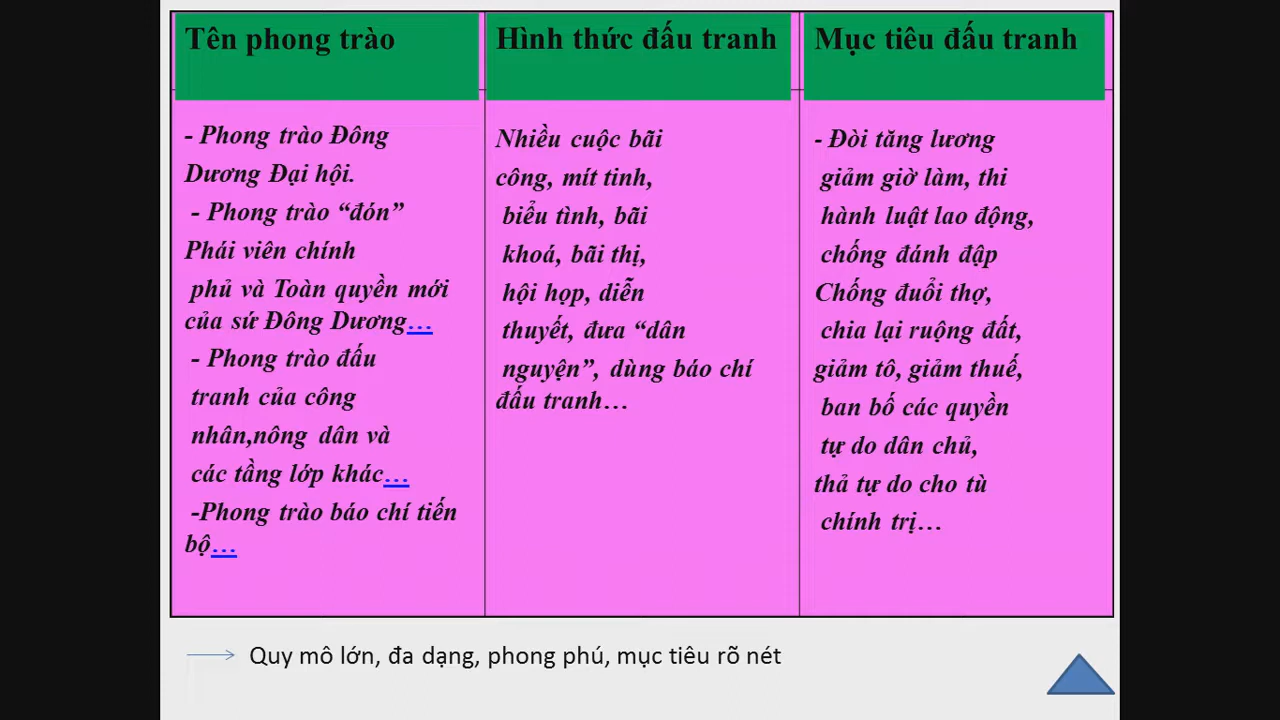 Tên phong trào
Hình thức đấu tranh
Mục tiêu đấu tranh
- Phong trào Đông
Dương Đại hội.
- Phong trào “đón”
Phái viên chính
phủ và Toàn quyền mới
của sứ Đông Dương...
- Phong trào đấu
tranh của công
nhân,nông dân và
các tầng lớp khác...
-Phong trào báo chí tiến
bộ...
Nhiều cuộc bãi
công, mít tinh,
biểu tình, bãi
khoá, bãi thị,
hội họp, diễn
thuyết, đưa “dân
nguyện”, dùng báo chí
đấu tranh…
- Đòi tăng lương
giảm giờ làm, thi
hành luật lao động,
chống đánh đập
Chống đuổi thợ,
chia lại ruộng đất,
giảm tô, giảm thuế,
ban bố các quyền
tự do dân chủ,
thả tự do cho tù
chính trị…
Quy mô lớn, đa dạng, phong phú, mục tiêu rõ nét